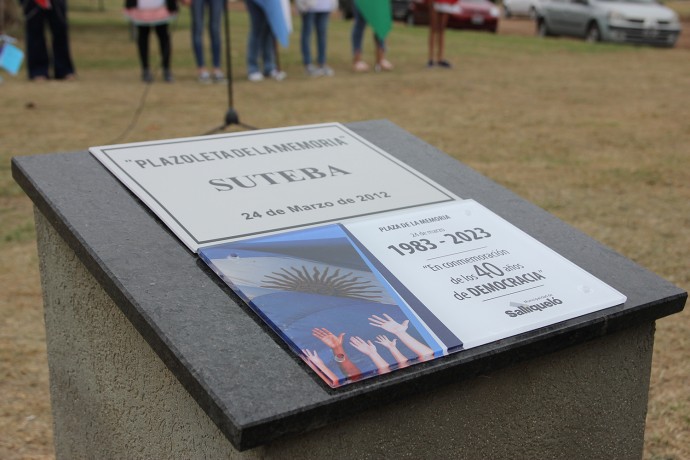 "PLAZOLETA DE LA MEMORIA"
SUTEBA
24 de Marzo de 2012
PLAZA DE LA MEMORIA
24 de marzo
1983 - 2023
"En conmemoración
de los 40 años
de DEMOCRACIA"
Salliqueló